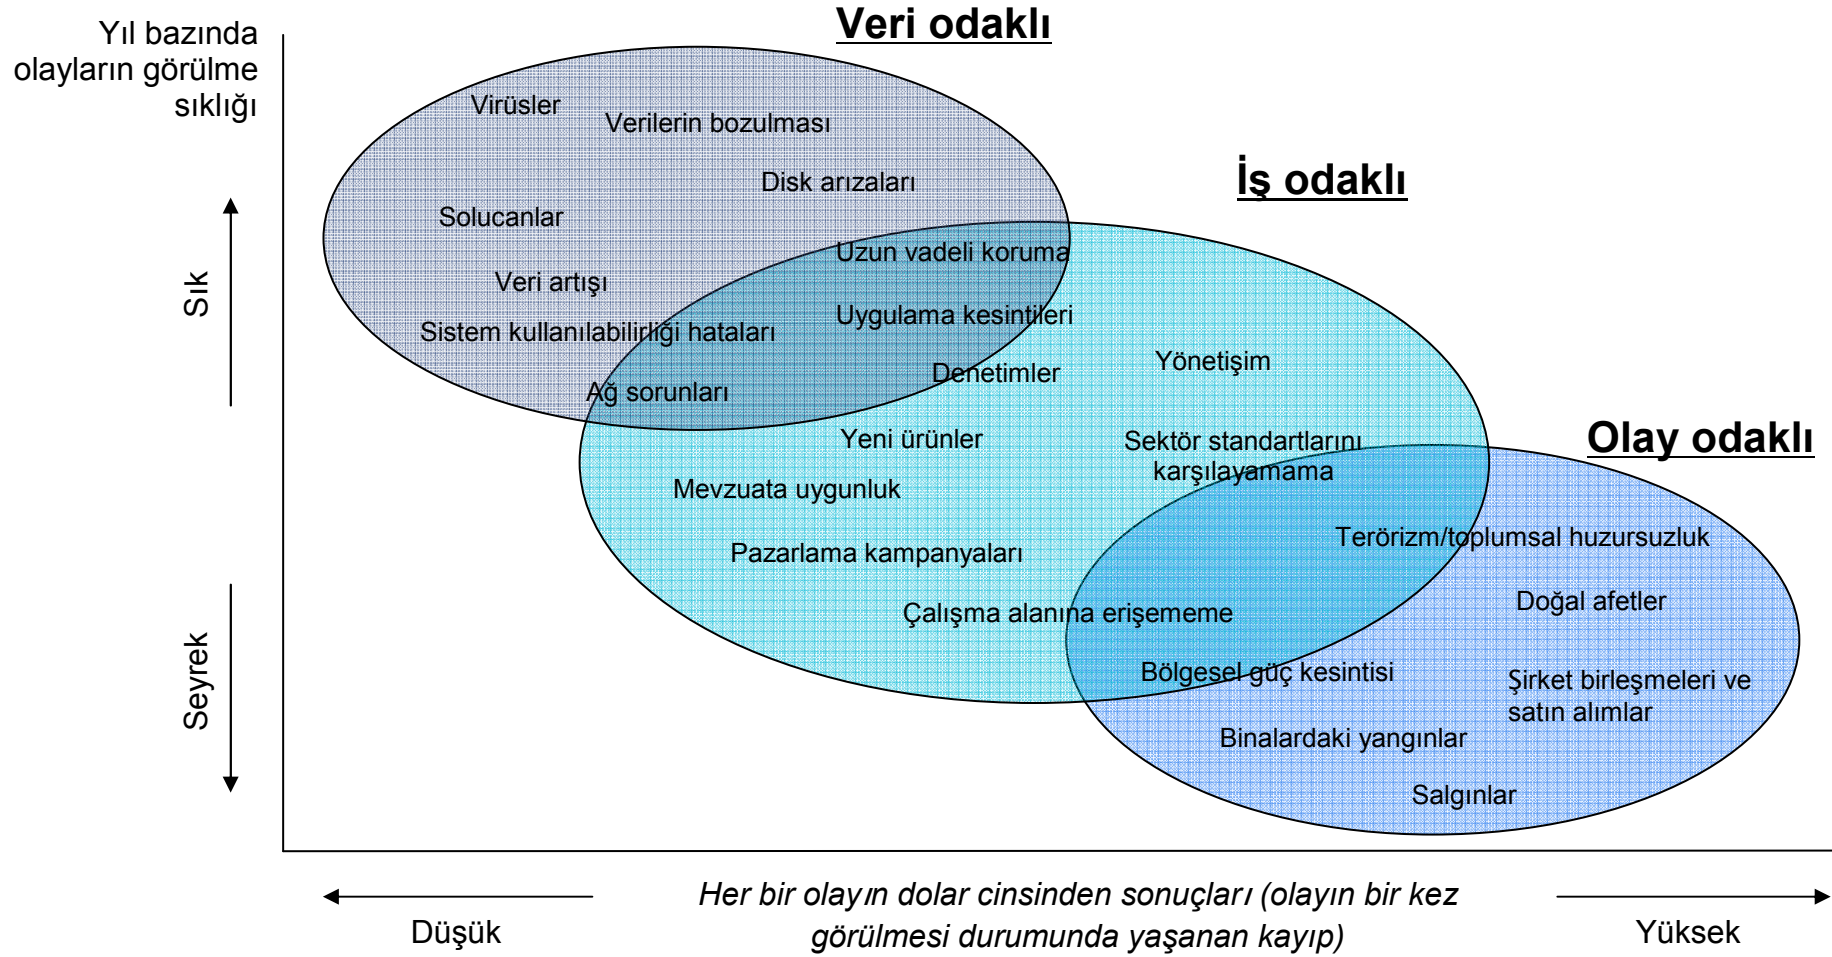 Veri odaklı
Yıl bazında
olayların görülme
sıklığı
Virüsler
Verilerin bozulması
Disk arızaları
İş odaklı
Solucanlar
Uzun vadeli koruma
Sık
Veri artışı
Uygulama kesintileri
Sistem kullanılabilirliği hataları
Yönetişim
Denetimler
Ağ sorunları
Yeni ürünler
Sektör standartlarını
karşılayamama
Olay odaklı
Mevzuata uygunluk
Terörizm/toplumsal huzursuzluk
Pazarlama kampanyaları
Doğal afetler
Çalışma alanına erişememe
Seyrek
Bölgesel güç kesintisi
Şirket birleşmeleri ve
satın alımlar
Binalardaki yangınlar
Salgınlar
Her bir olayın dolar cinsinden sonuçları (olayın bir kez
görülmesi durumunda yaşanan kayıp)
Düşük
Yüksek